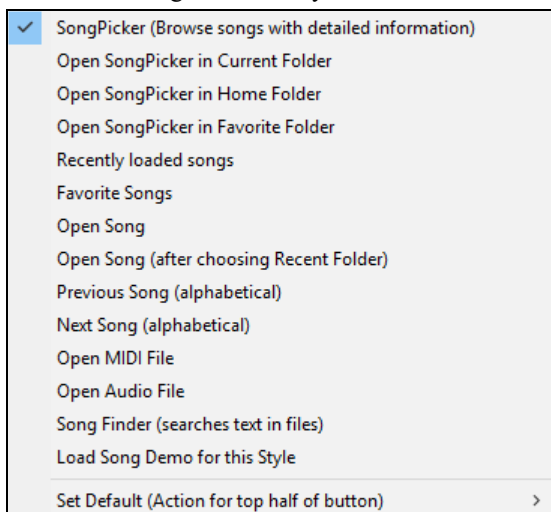 SongPicker (Browse songs with detailed information)
Open SongPicker in Current Folder
Open SongPicker in Home Folder
Open SongPicker in Favorite Folder
Recently loaded songs
Favorite Songs
Open Song
Open Song (after choosing Recent Folder)
Previous Song (alphabetical)
Next Song (alphabetical)
Open MIDI File
Open Audio File
Song Finder (searches text in files)
Load Song Demo for this Style
Set Default (Action for top half of button)